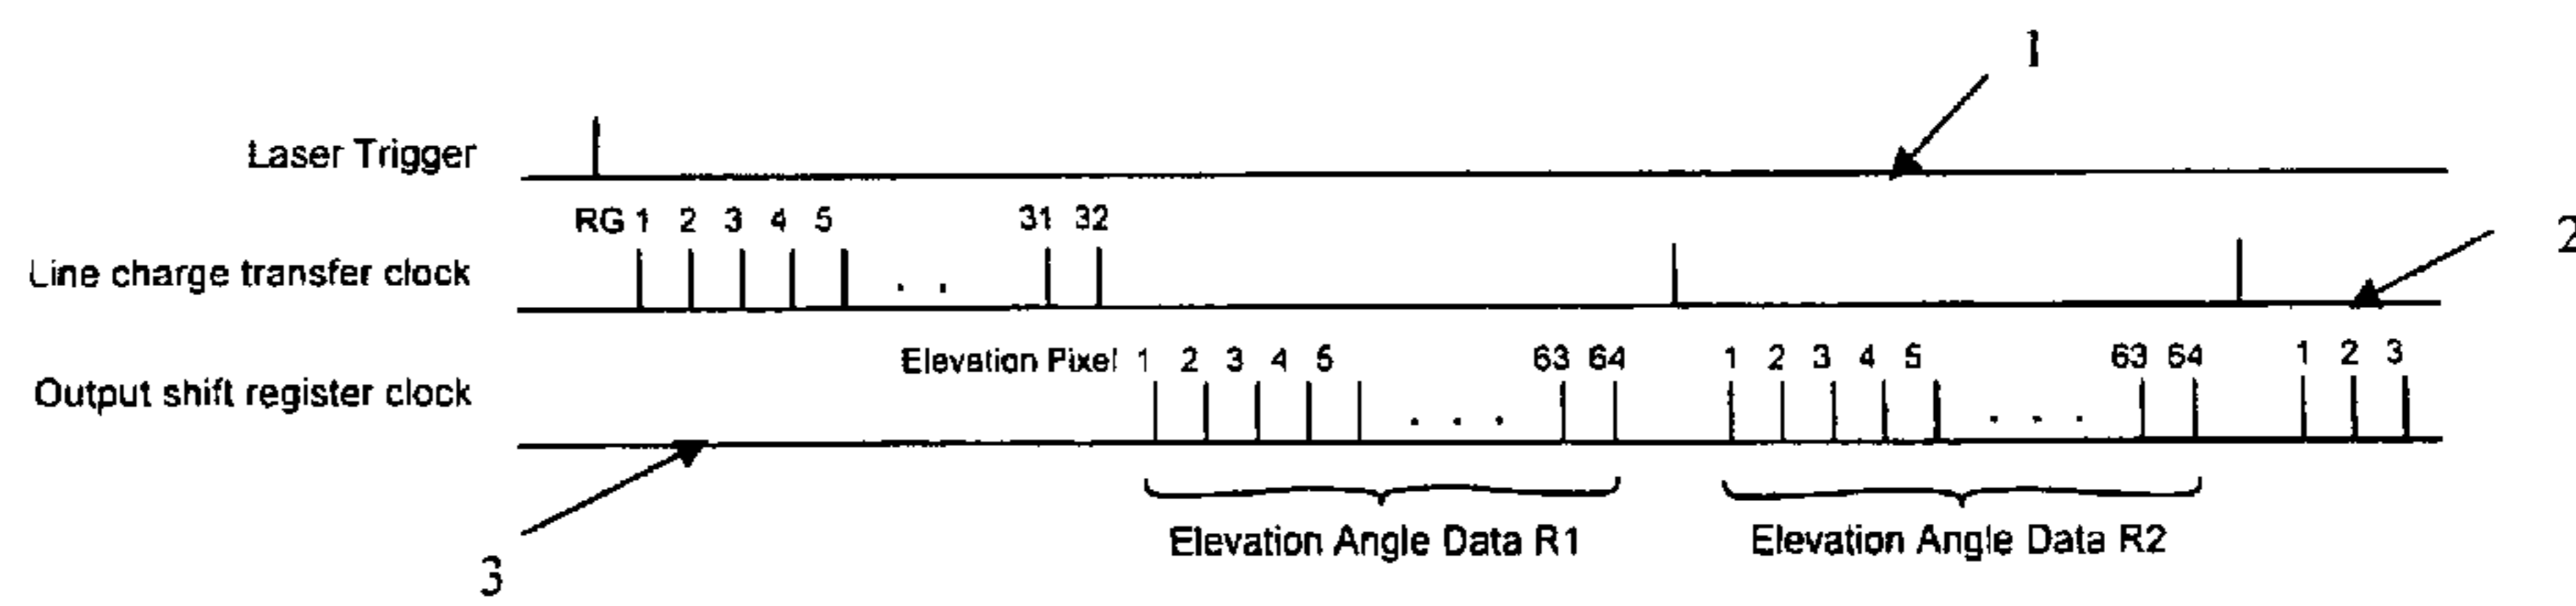 1
Laser Trigger
RG 1 2 3 4 5 31 32
2
Line charge transfer clock
Elevation Pixel 1 2 3 4 5 63 64 1 2 3 4 5 63 64 1 2 3
Output shift register clock
Elevation Angle Data R1 Elevation Angle Data R2
3